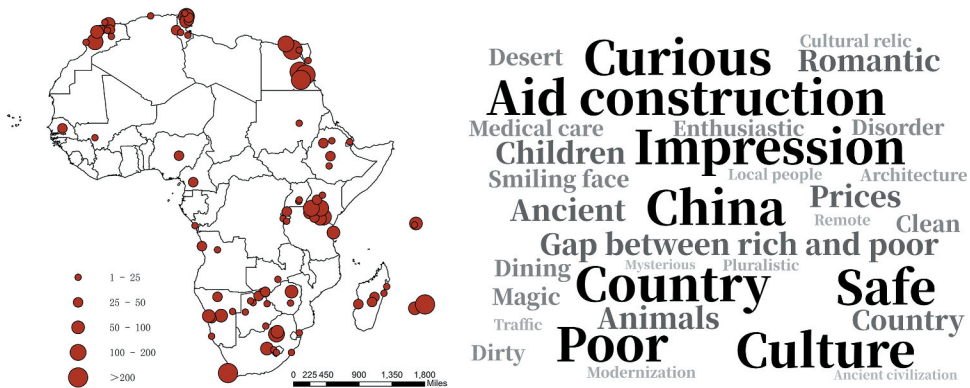 1 - 25
25 - 50
50 - 100
100 - 200
>200
0 225 450 900 1,350 1,800
Miles
Cultural relic
Desert Curious Romantic
Aid construction
Medical care Enthusiastic Disorder
Children Impression
Smiling face Local people Architecture
Ancient China Prices
Remote Clean
Gap between rich and poor
Dining Mysterious Pluralistic
Magic Country Safe
Traffic Animals Country
Dirty Poor Culture
Modernization Ancient civilization